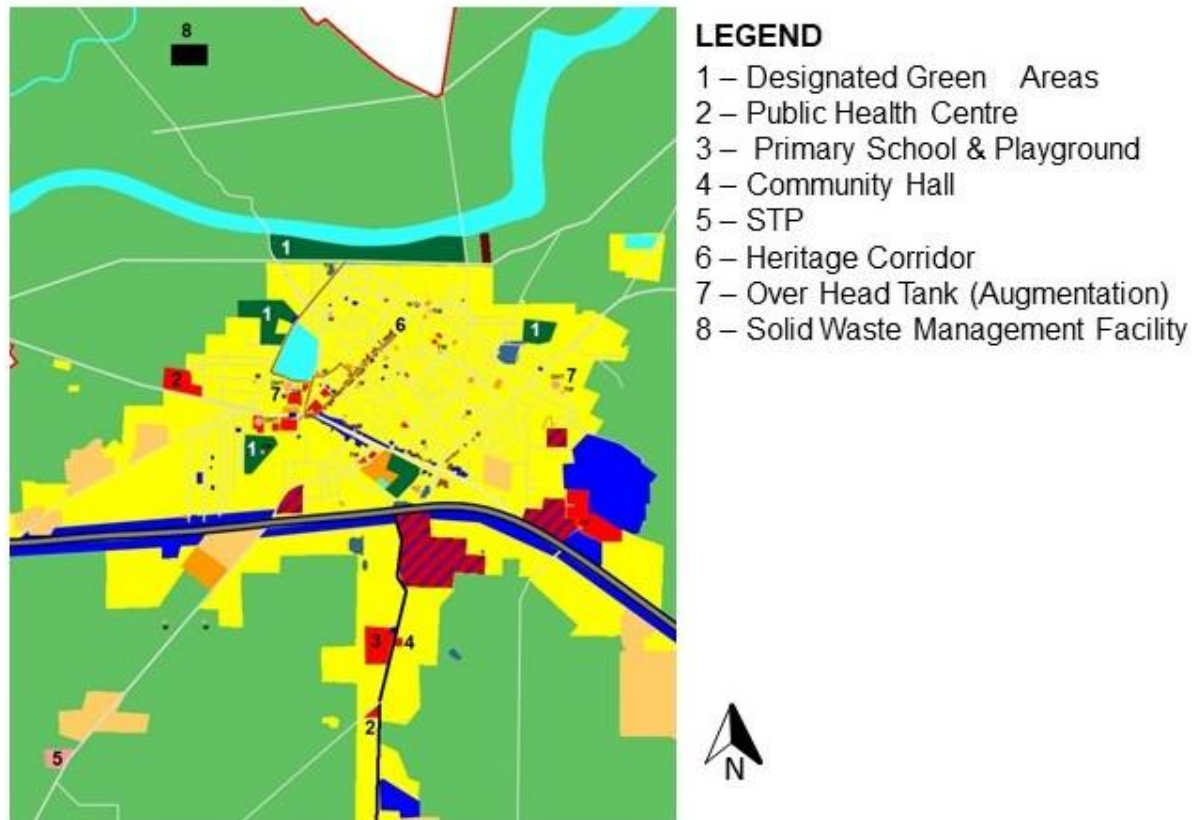 8
1
1
6
1
2
7
7
1
3
4
2
5
LEGEND
1 – Designated Green Areas
2 – Public Health Centre
3 – Primary School & Playground
4 – Community Hall
5 – STP
6 – Heritage Corridor
7 – Over Head Tank (Augmentation)
8 – Solid Waste Management Facility
N